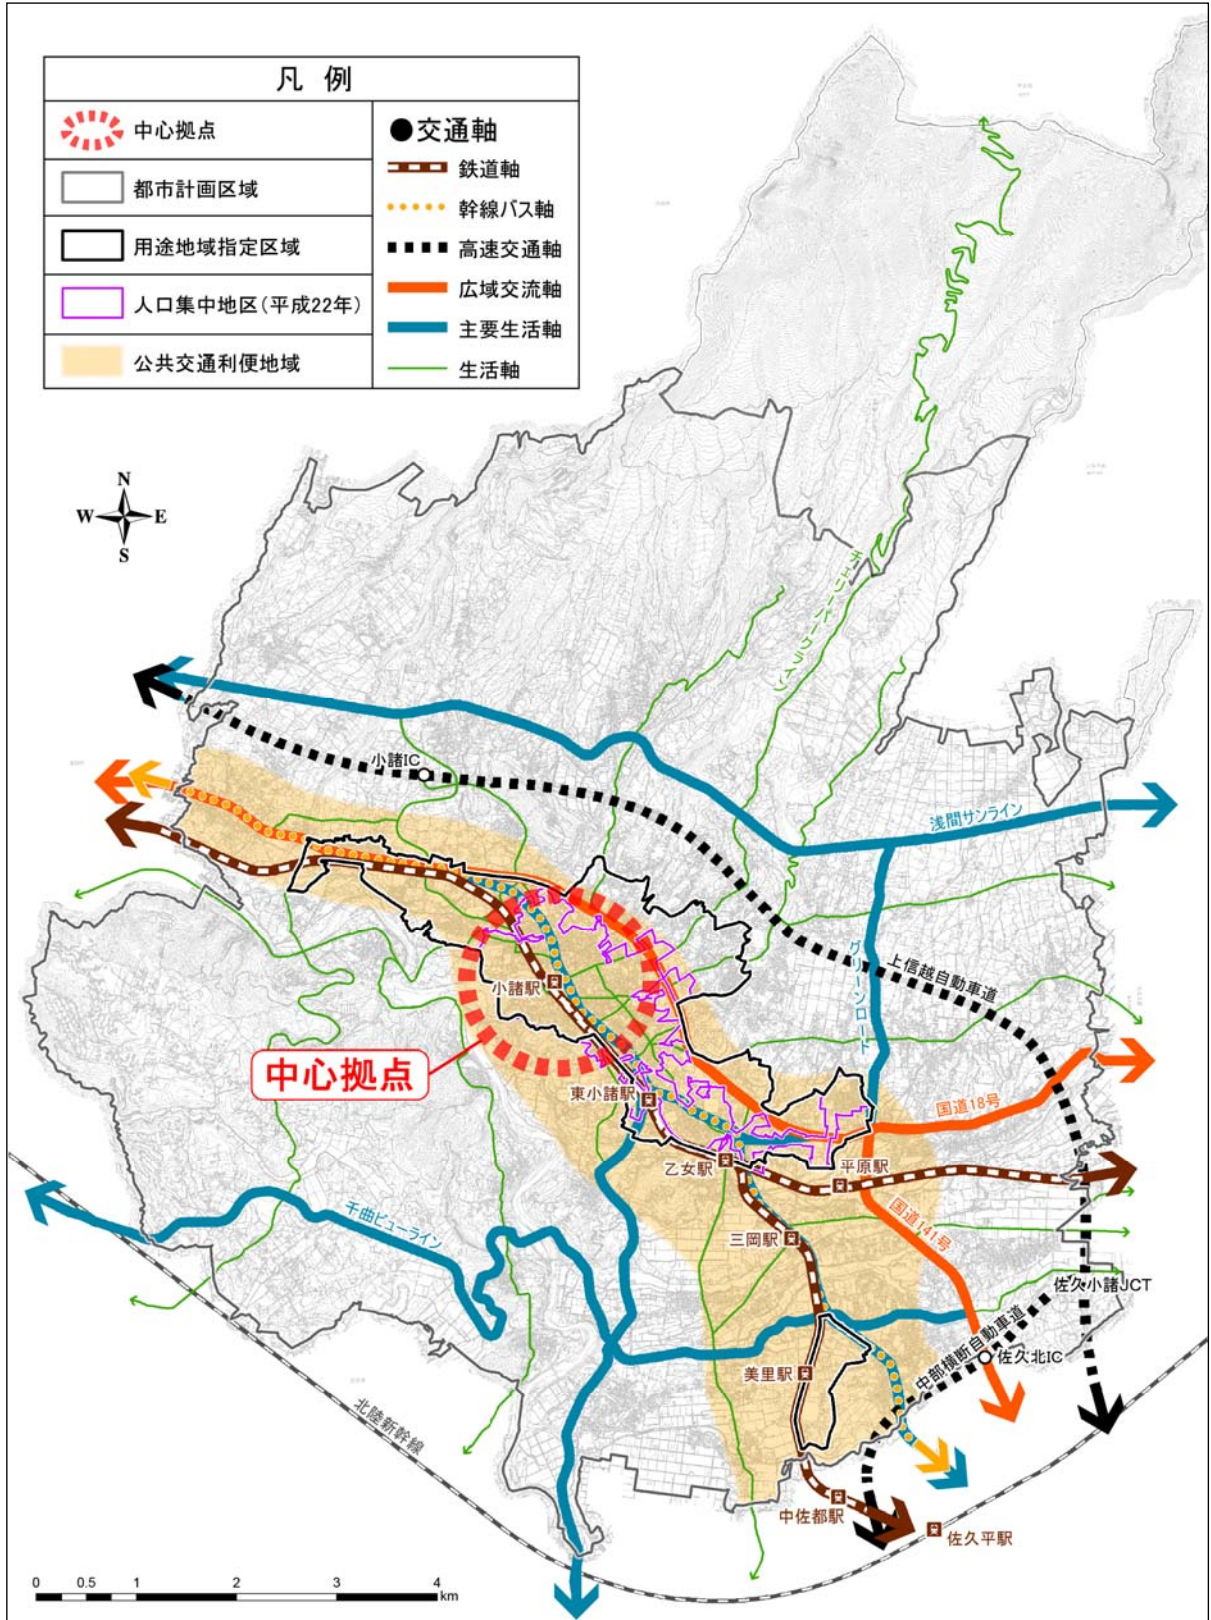 凡 例
中心拠点
都市計画区域
用途地域指定区域
人口集中地区(平成22年)
公共交通利便地域
●交通軸
鉄道軸
幹線バス軸
高速交通軸
広域交流軸
主要生活軸
生活軸
N
W E
S
チェリーパークライン
小諸IC
浅間サンライン
グリーンロード
上信越自動車道
小諸駅
中心拠点
東小諸駅
国道18号
乙女駅
平原駅
国道141号
千曲ビューライン
三岡駅
佐久小諸JCT
中部横断自動車道
佐久北IC
美里駅
北陸新幹線
中佐都駅
佐久平駅
0 0.5 1 2 3 4
km